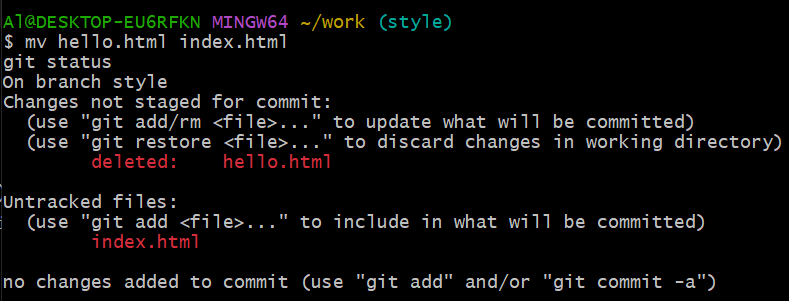 Al@DESKTOP-EU6RFKN MINGW64 ~/work (style)
$ mv hello.html index.html
git status
On branch style
Changes not staged for commit:
  (use "git add/rm <file>..." to update what will be committed)
  (use "git restore <file>..." to discard changes in working directory)
        deleted:    hello.html

Untracked files:
  (use "git add <file>..." to include in what will be committed)
        index.html

no changes added to commit (use "git add" and/or "git commit -a")